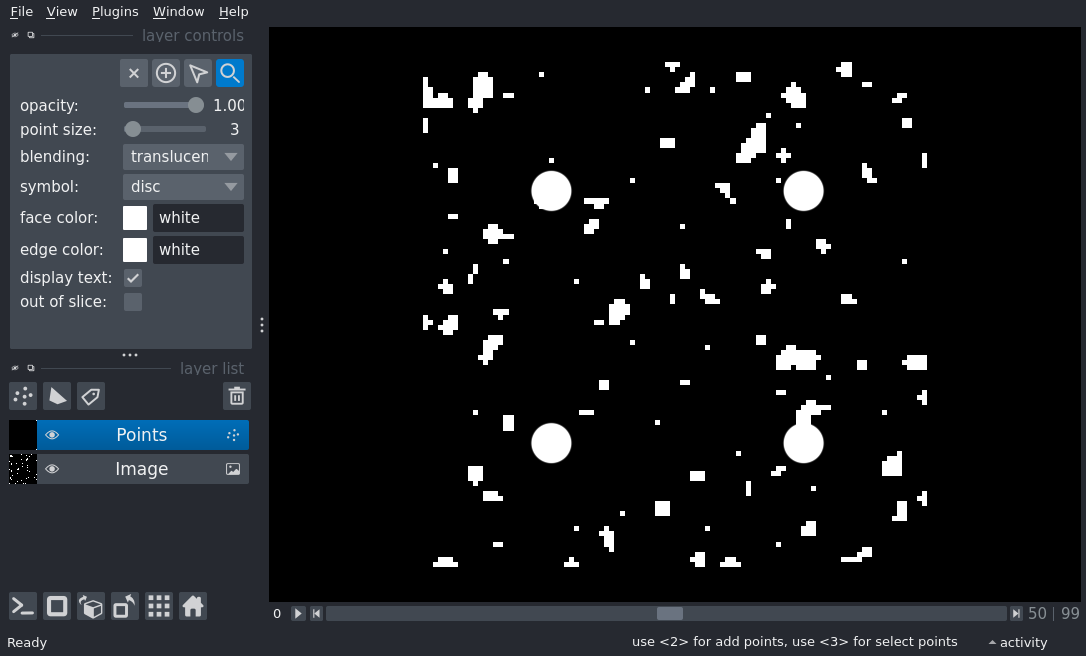 File View Plugins Window Help
layer controls
opacity: 1.00
point size: 3
blending: translucen
symbol: disc
face color: white
edge color: white
display text:
out of slice:
layer list
Points
Image
0 50 | 99
Ready use <2> for add points, use <3> for select points activity